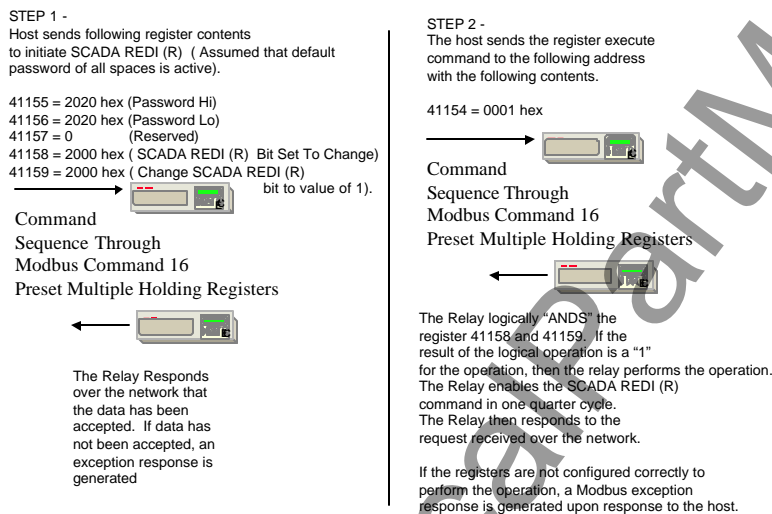 STEP 1 -
Host sends following register contents
to initiate SCADA REDI (R) ( Assumed that default
password of all spaces is active).
41155 = 2020 hex (Password Hi)
41156 = 2020 hex (Password Lo)
41157 = 0 (Reserved)
41158 = 2000 hex ( SCADA REDI (R) Bit Set To Change)
41159 = 2000 hex ( Change SCADA REDI (R)
bit to value of 1).
Command
Sequence Through
Modbus Command 16
Preset Multiple Holding Registers
The Relay Responds
over the network that
the data has been
accepted. If data has
not been accepted, an
exception response is
generated
STEP 2 -
The host sends the register execute
command to the following address
with the following contents.
41154 = 0001 hex
Command
Sequence Through
Modbus Command 16
Preset Multiple Holding Registers
The Relay logically “ANDS” the
register 41158 and 41159. If the
result of the logical operation is a “1”
for the operation, then the relay performs the operation.
The Relay enables the SCADA REDI (R)
command in one quarter cycle.
The Relay then responds to the
request received over the network.
If the registers are not configured correctly to
perform the operation, a Modbus exception
response is generated upon response to the host.